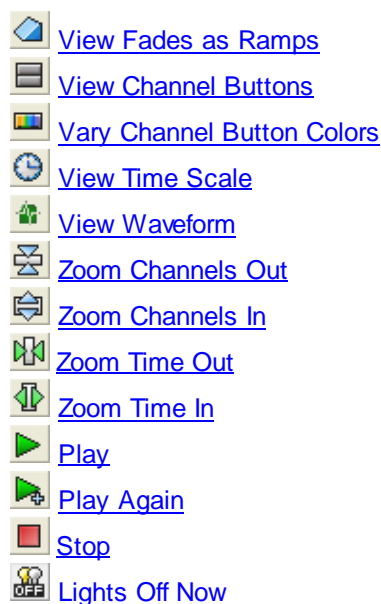 View Fades as Ramps
View Channel Buttons
Vary Channel Button Colors
View Time Scale
View Waveform
Zoom Channels Out
Zoom Channels In
Zoom Time Out
Zoom Time In
Play
Play Again
Stop
OFF Lights Off Now